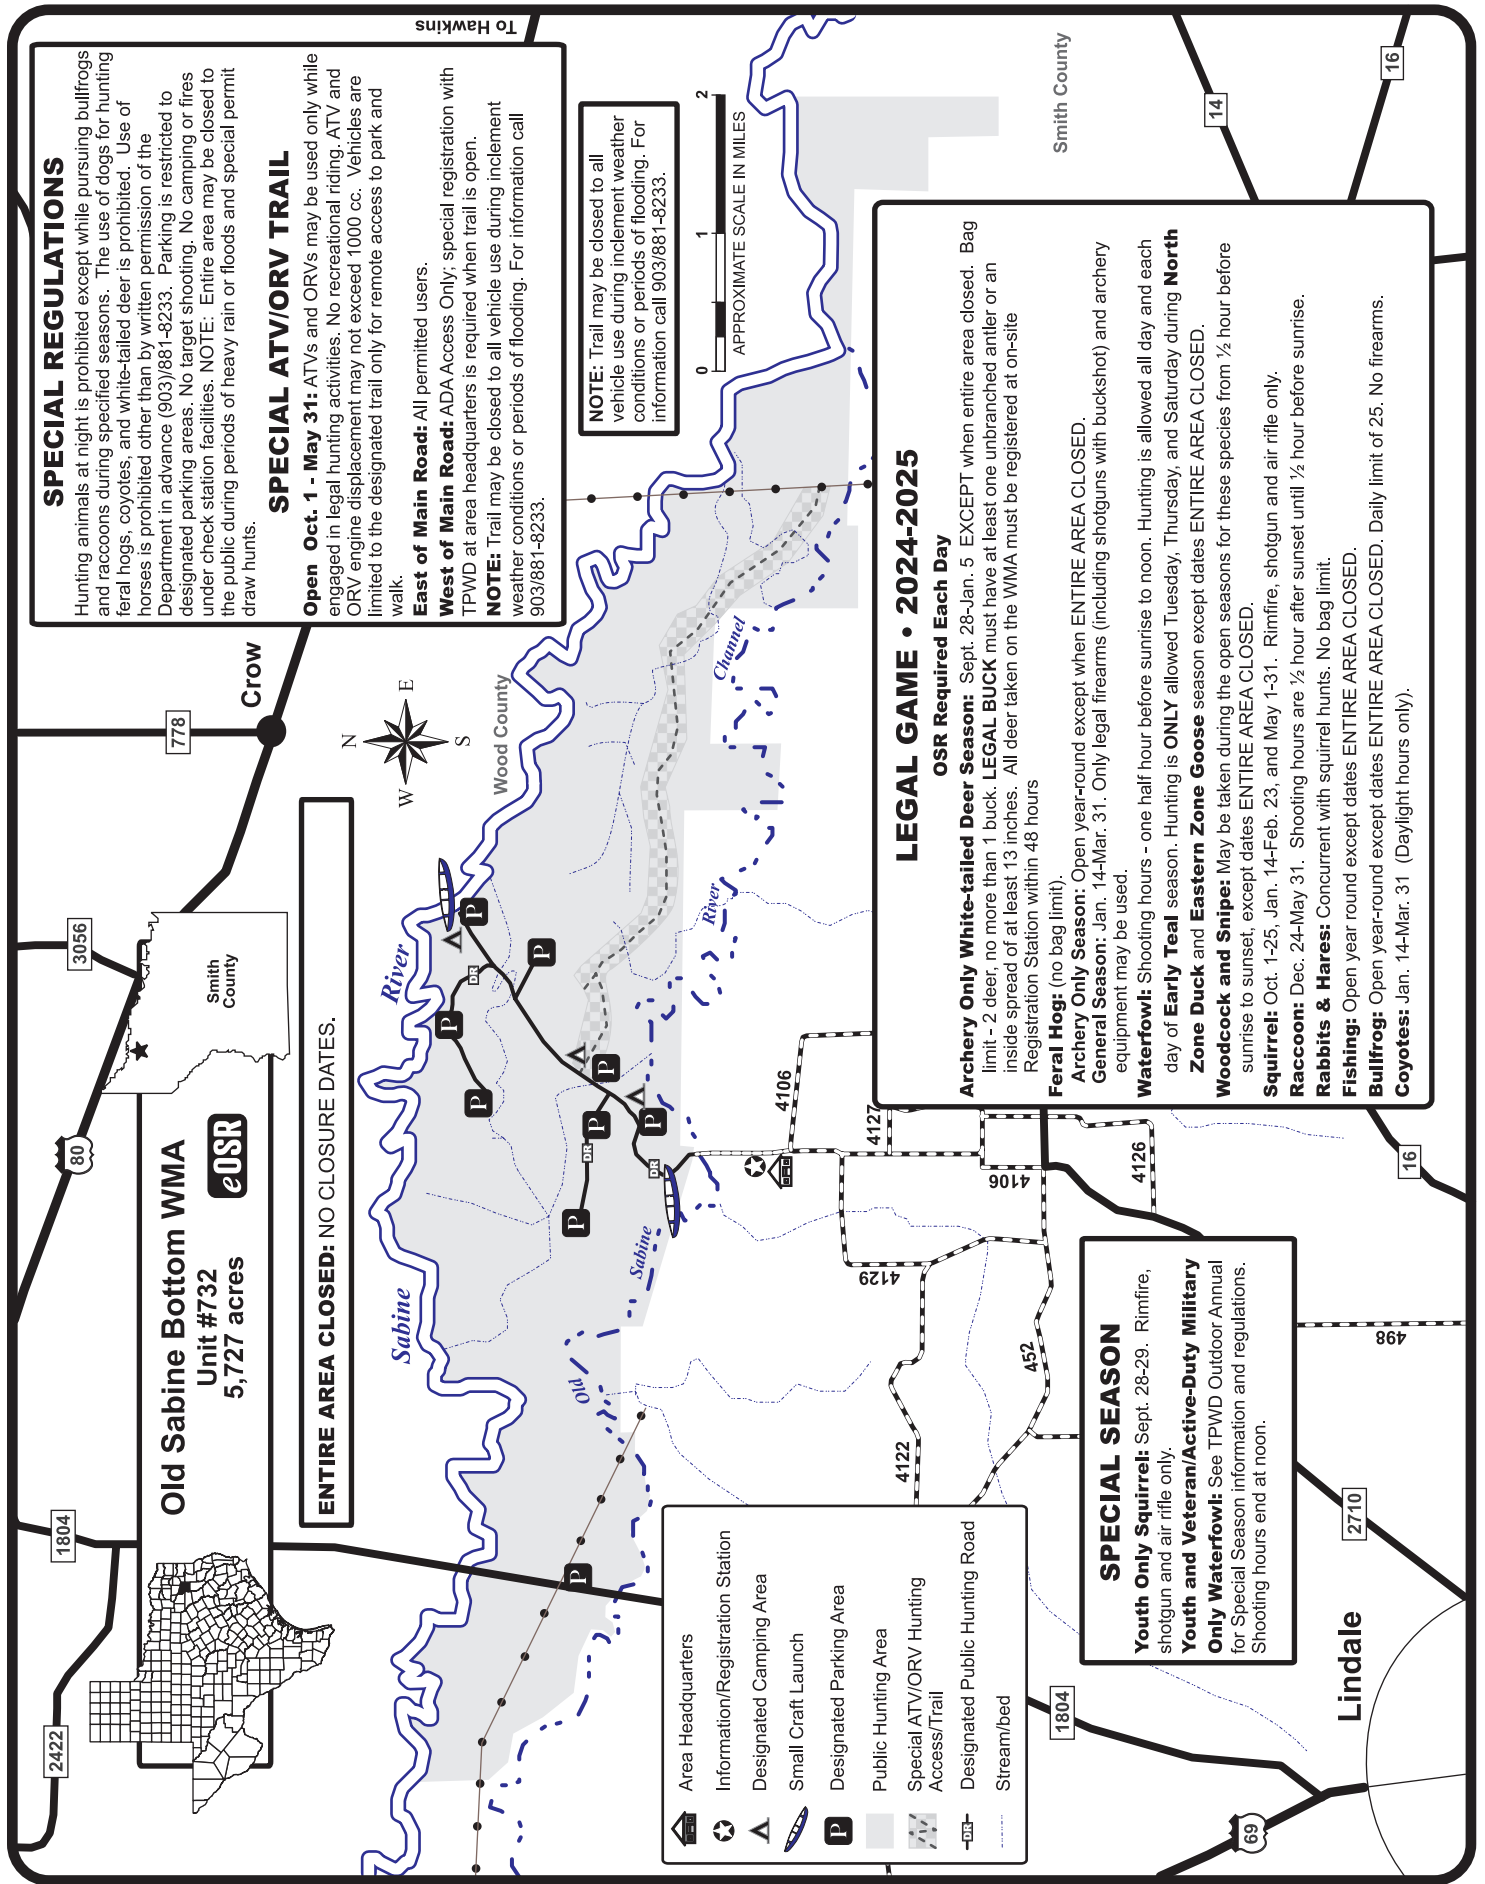 Old Sabine Bottom WMA
Unit #732
5,727 acres
eOSR
Smith
County
ENTIRE AREA CLOSED: NO CLOSURE DATES.
SPECIAL REGULATIONS
Hunting animals at night is prohibited except while pursuing bullfrogs
and raccoons during specified seasons. The use of dogs for hunting
feral hogs, coyotes, and white-tailed deer is prohibited. Use of
horses is prohibited other than by written permission of the
Department in advance (903)/881-8233. Parking is restricted to
designated parking areas. No target shooting. No camping or fires
under check station facilities. NOTE: Entire area may be closed to
the public during periods of heavy rain or floods and special permit
draw hunts.
SPECIAL ATV/ORV TRAIL
Open Oct. 1 - May 31: ATVs and ORVs may be used only while
engaged in legal hunting activities. No recreational riding. ATV and
ORV engine displacement may not exceed 1000 cc. Vehicles are
limited to the designated trail only for remote access to park and
walk.
East of Main Road: All permitted users.
West of Main Road: ADA Access Only; special registration with
TPWD at area headquarters is required when trail is open.
NOTE: Trail may be closed to all vehicle use during inclement
weather conditions or periods of flooding. For information call
903/881-8233.
NOTE: Trail may be closed to all
vehicle use during inclement weather
conditions or periods of flooding. For
information call 903/881-8233.
0 1 2
APPROXIMATE SCALE IN MILES
To Hawkins
2422
1804
80
3056
778
Crow
N
W E
S
Wood County
Smith County
Sabine
River
Old
Sabine
River
Channel
P
P
P
P
P
P
P
P
P
DR
DR
DR
14
16
4106
4127
4106
4126
4129
4122
452
16
498
2710
1804
69
Lindale
LEGAL GAME • 2024-2025
OSR Required Each Day
Archery Only White-tailed Deer Season: Sept. 28-Jan. 5 EXCEPT when entire area closed. Bag
limit - 2 deer, no more than 1 buck. LEGAL BUCK must have at least one unbranched antler or an
inside spread of at least 13 inches. All deer taken on the WMA must be registered at on-site
Registration Station within 48 hours
Feral Hog: (no bag limit).
Archery Only Season: Open year-round except when ENTIRE AREA CLOSED.
General Season: Jan. 14-Mar. 31. Only legal firearms (including shotguns with buckshot) and archery
equipment may be used.
Waterfowl: Shooting hours - one half hour before sunrise to noon. Hunting is allowed all day and each
day of Early Teal season. Hunting is ONLY allowed Tuesday, Thursday, and Saturday during North
Zone Duck and Eastern Zone Goose season except dates ENTIRE AREA CLOSED.
Woodcock and Snipe: May be taken during the open seasons for these species from ½ hour before
sunrise to sunset, except dates ENTIRE AREA CLOSED.
Squirrel: Oct. 1-25, Jan. 14-Feb. 23, and May 1-31. Rimfire, shotgun and air rifle only.
Raccoon: Dec. 24-May 31. Shooting hours are ½ hour after sunset until ½ hour before sunrise.
Rabbits & Hares: Concurrent with squirrel hunts. No bag limit.
Fishing: Open year round except dates ENTIRE AREA CLOSED.
Bullfrog: Open year-round except dates ENTIRE AREA CLOSED. Daily limit of 25. No firearms.
Coyotes: Jan. 14-Mar. 31 (Daylight hours only).
SPECIAL SEASON
Youth Only Squirrel: Sept. 28-29. Rimfire,
shotgun and air rifle only.
Youth and Veteran/Active-Duty Military
Only Waterfowl: See TPWD Outdoor Annual
for Special Season information and regulations.
Shooting hours end at noon.
Area Headquarters
Information/Registration Station
Designated Camping Area
Small Craft Launch
P Designated Parking Area
Public Hunting Area
Special ATV/ORV Hunting
Access/Trail
DR Designated Public Hunting Road
Stream/bed